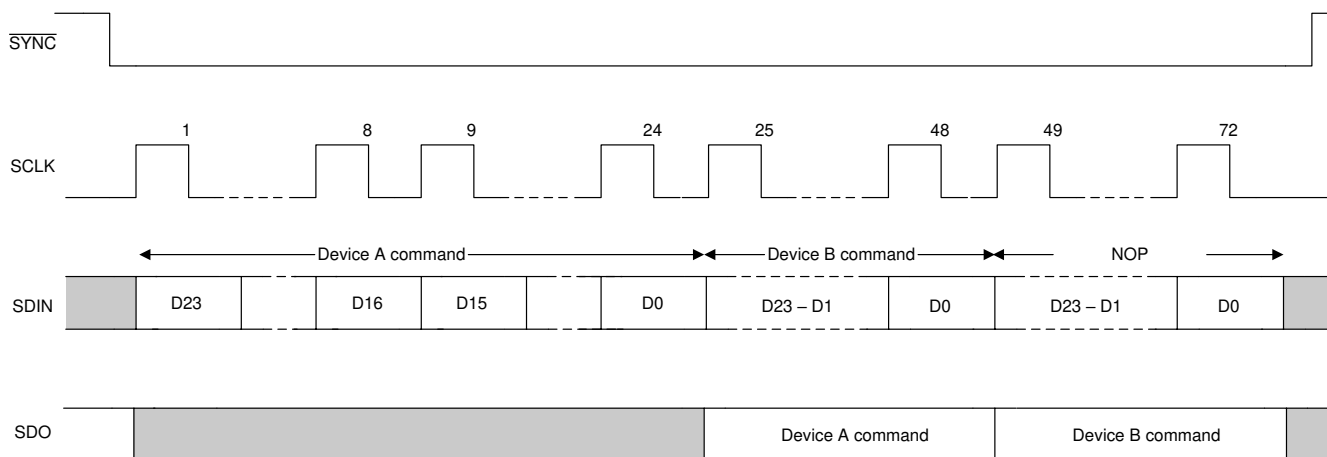 SYNC
1 8 9 24 25 48 49 72
SCLK
Device A command Device B command NOP
SDIN D23 D16 D15 D0 D23 – D1 D0 D23 – D1 D0
SDO Device A command Device B command